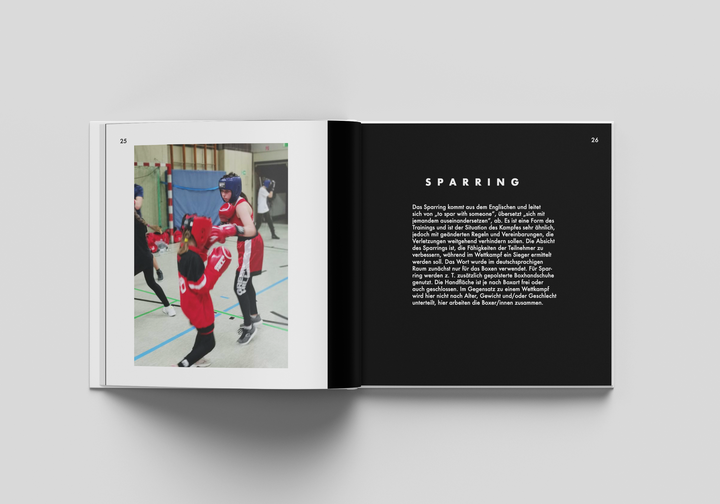 25
26
SPARRING
Das Sparring kommt aus dem Englischen und leitet
sich von „to spar with someone“, übersetzt „sich mit
jemandem auseinandersetzen“, ab. Es ist eine Form des
Trainings und ist der Situation des Kampfes sehr ähnlich,
jedoch mit geänderten Regeln und Vereinbarungen, die
Verletzungen weitgehend verhindern sollen. Die Absicht
des Sparrings ist, die Fähigkeiten der Teilnehmer zu
verbessern, während im Wettkampf ein Sieger ermittelt
werden soll. Das Wort wurde im deutschsprachigen
Raum zunächst nur für das Boxen verwendet. Für Spar-
ring werden z. T. zusätzlich gepolsterte Boxhandschuhe
genutzt. Die Handfläche ist je nach Boxart frei oder
auch geschlossen. Im Gegensatz zu einem Wettkampf
wird hier nicht nach Alter, Gewicht und/oder Geschlecht
unterteilt, hier arbeiten die Boxer/innen zusammen.